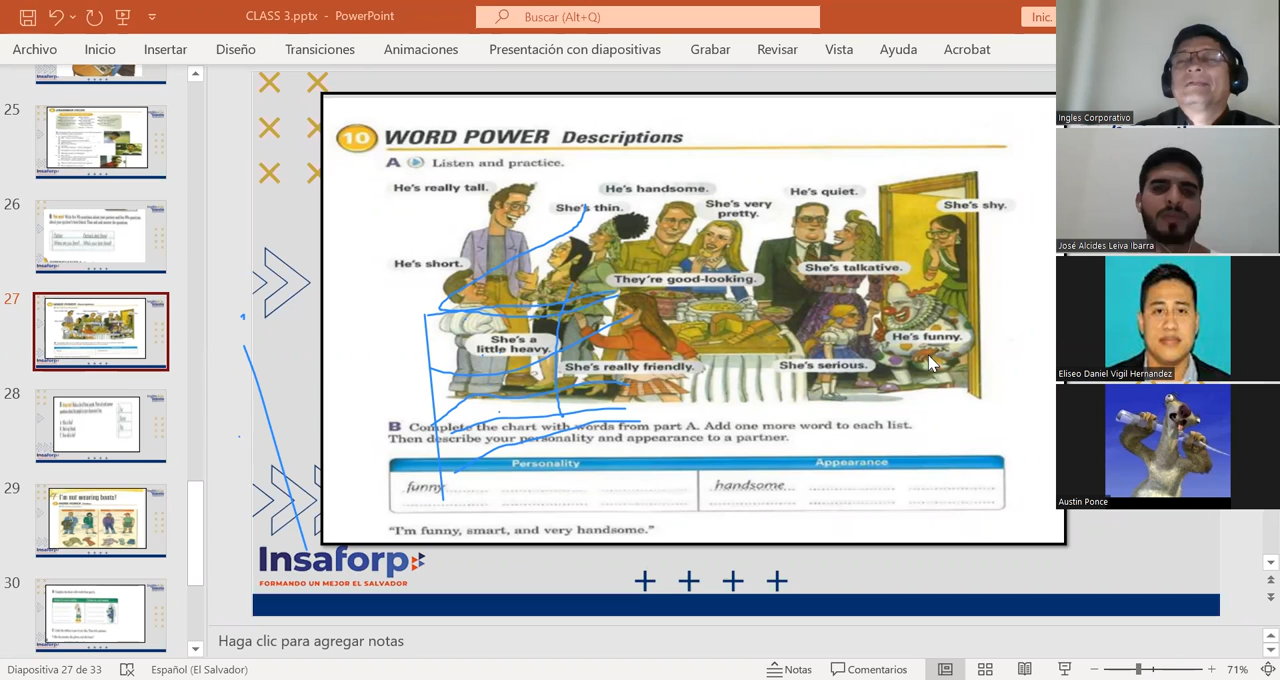 CLASS 3.pptx - PowerPoint
Buscar (Alt+Q)
Inic.
Archivo Inicio Insertar Diseño Transiciones Animaciones Presentación con diapositivas Grabar Revisar Vista Ayuda Acrobat
25
26
27
28
29
I'm not wearing boots!
30
10 WORD POWER Descriptions
A Listen and practice.
He's really tall.
He's handsome.
He's quiet.
She's thin.
She's very
pretty.
She's shy.
He's short.
They're good-looking.
She's talkative.
She's a
little heavy.
She's really friendly.
She's serious.
He's funny.
B Complete the chart with words from part A. Add one more word to each list.
Then describe your personality and appearance to a partner.
Personality Appearance
funny handsome
"I'm funny, smart, and very handsome."
Insaforp
FORMANDO UN MEJOR EL SALVADOR
Haga clic para agregar notas
Diapositiva 27 de 33 Español (El Salvador) Notas Comentarios 71%
Ingles Corporativo
José Alcides Leiva Ibarra
Eliseo Daniel Vigil Hernandez
Austin Ponce